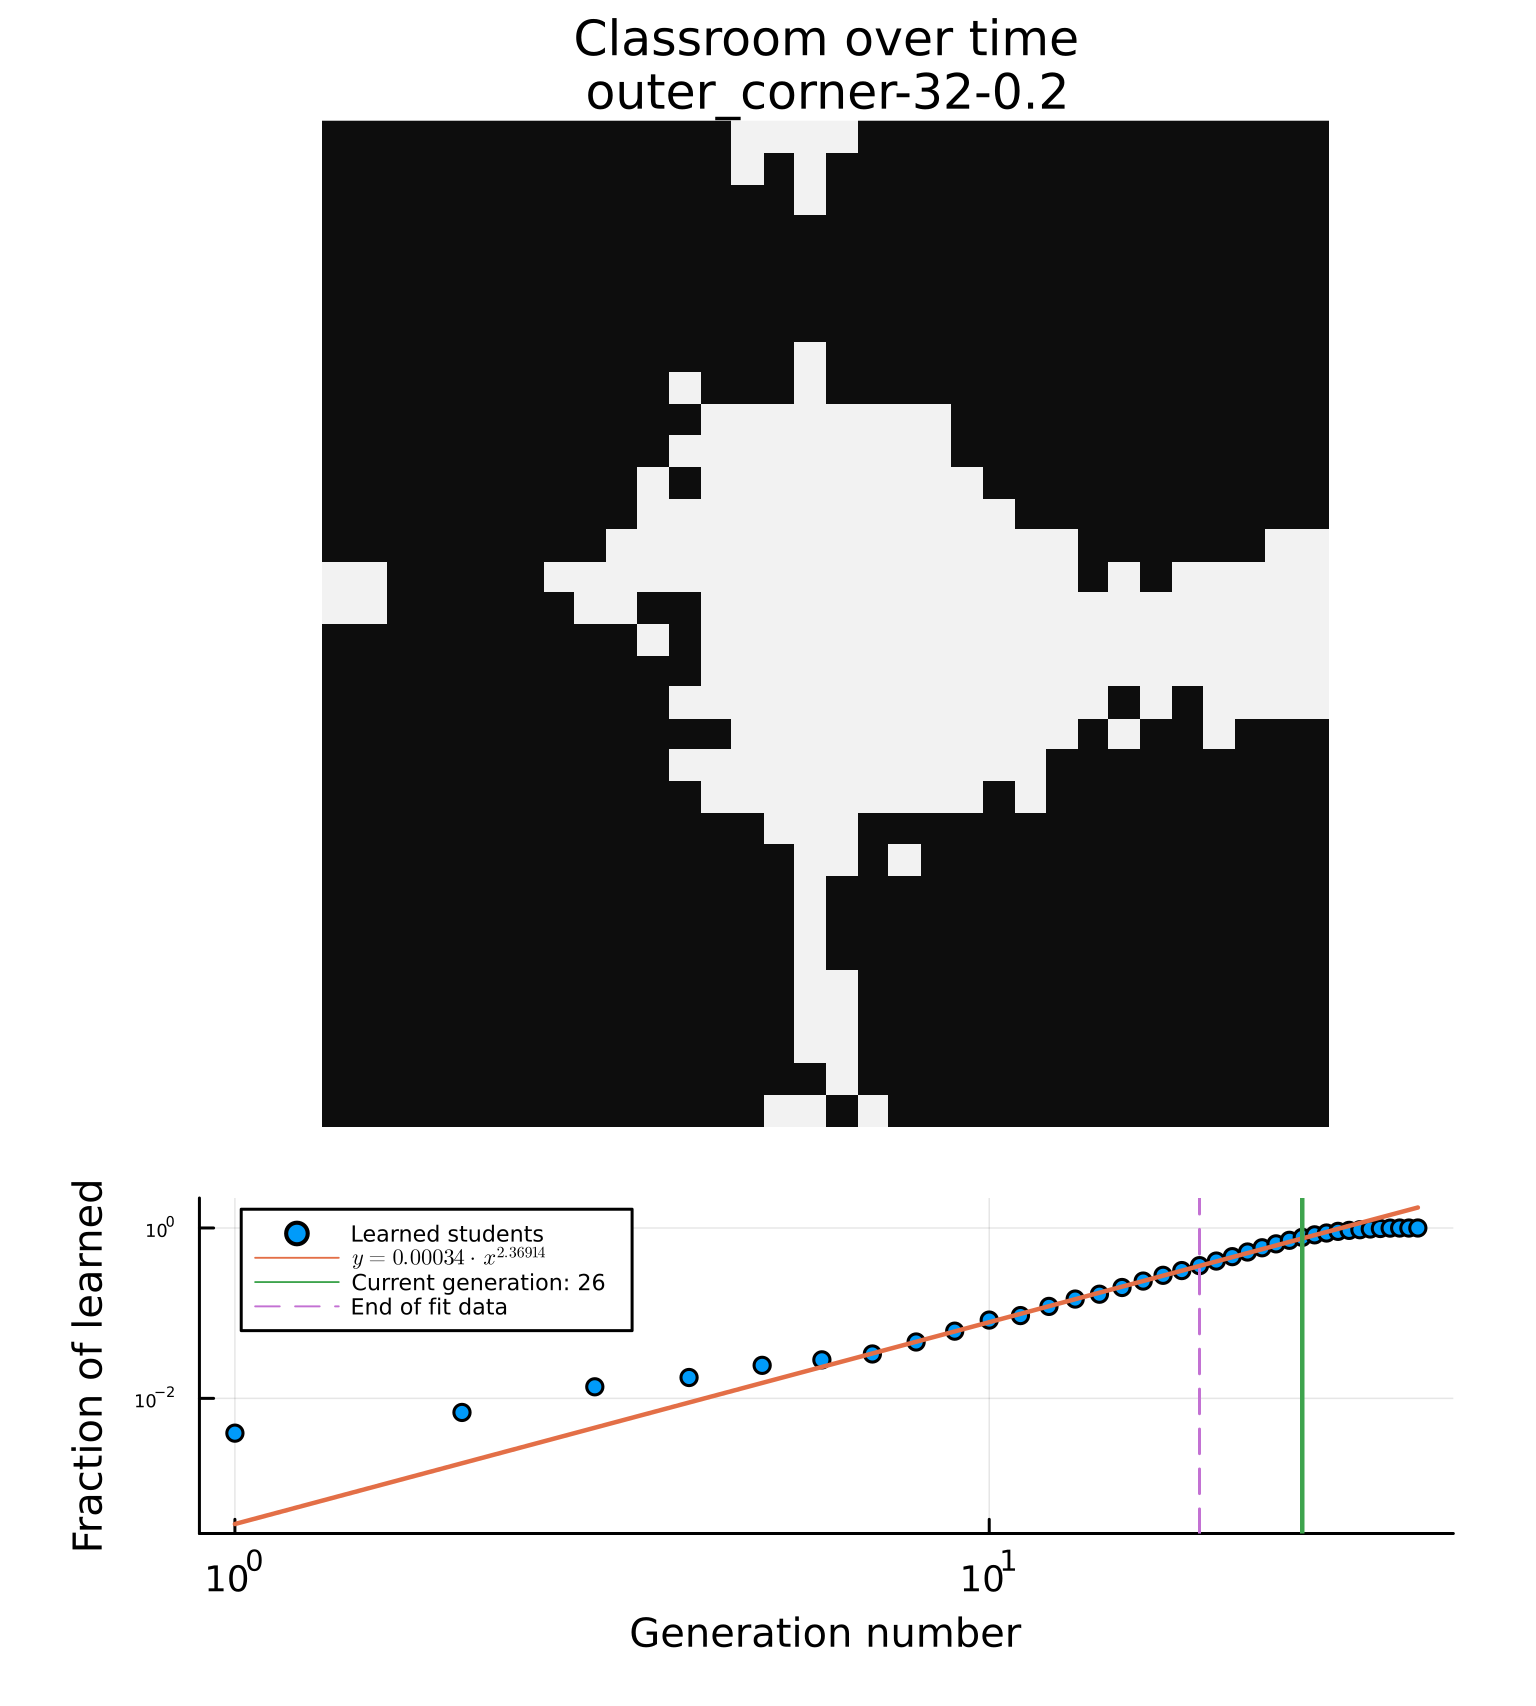 Classroom over time
outer_corner-32-0.2
Fraction of learned
10^0
10^-2
Learned students
y = 0.00034 · x^2.36914
Current generation: 26
End of fit data
10^0
10^1
Generation number